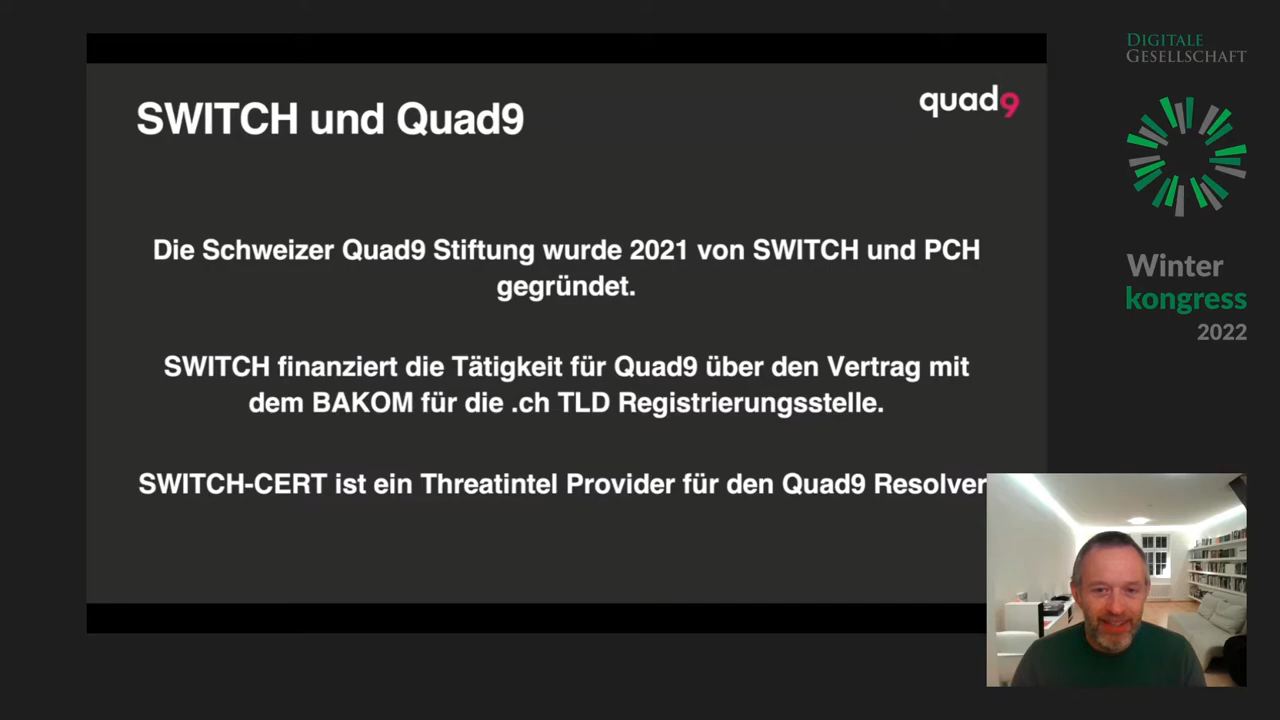 SWITCH und Quad9
quad9
Die Schweizer Quad9 Stiftung wurde 2021 von SWITCH und PCH
gegründet.
SWITCH finanziert die Tätigkeit für Quad9 über den Vertrag mit
dem BAKOM für die .ch TLD Registrierungsstelle.
SWITCH-CERT ist ein Threatintel Provider für den Quad9 Resolver
DIGITALE
GESELLSCHAFT
Winter
kongress
2022